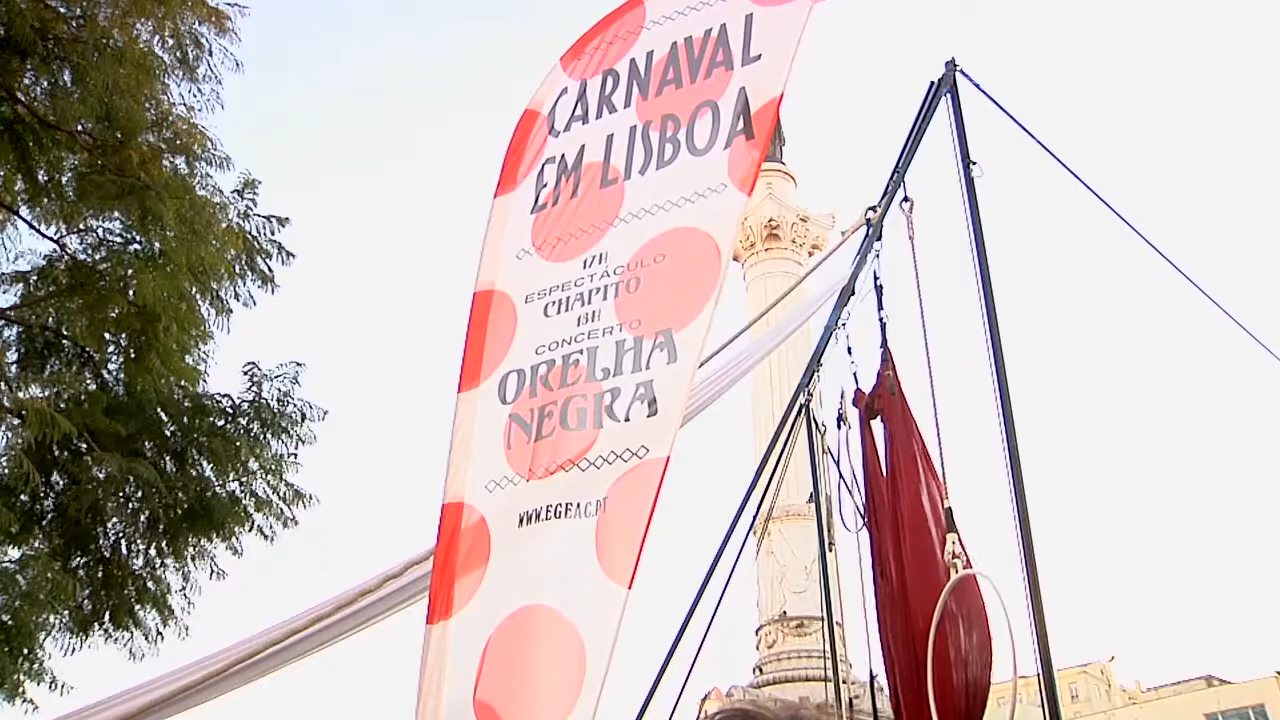 CARNAVAL
EM LISBOA
17H
ESPECTÁCULO
CHAPITÔ
18H
CONCERTO
ORELHA
NEGRA
WWW.EGEAC.PT